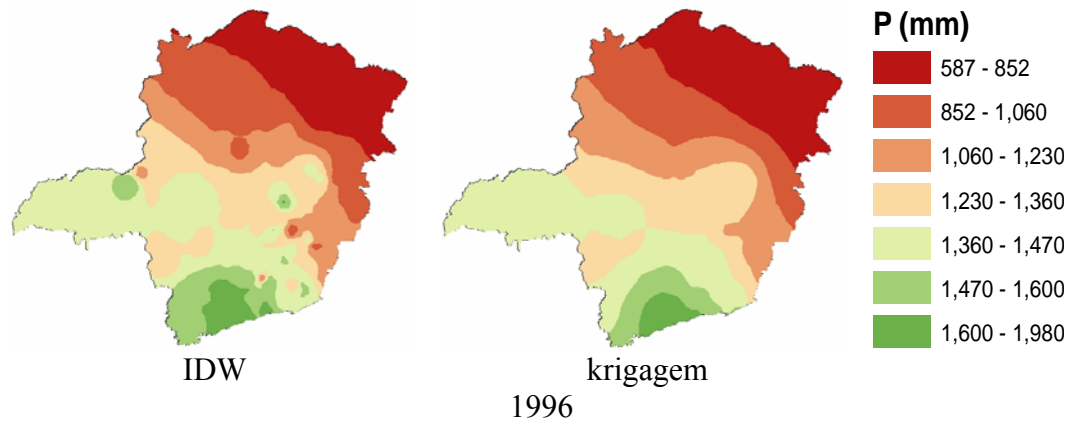 P (mm)
587 - 852
852 - 1,060
1,060 - 1,230
1,230 - 1,360
1,360 - 1,470
1,470 - 1,600
1,600 - 1,980
IDW
krigagem
1996